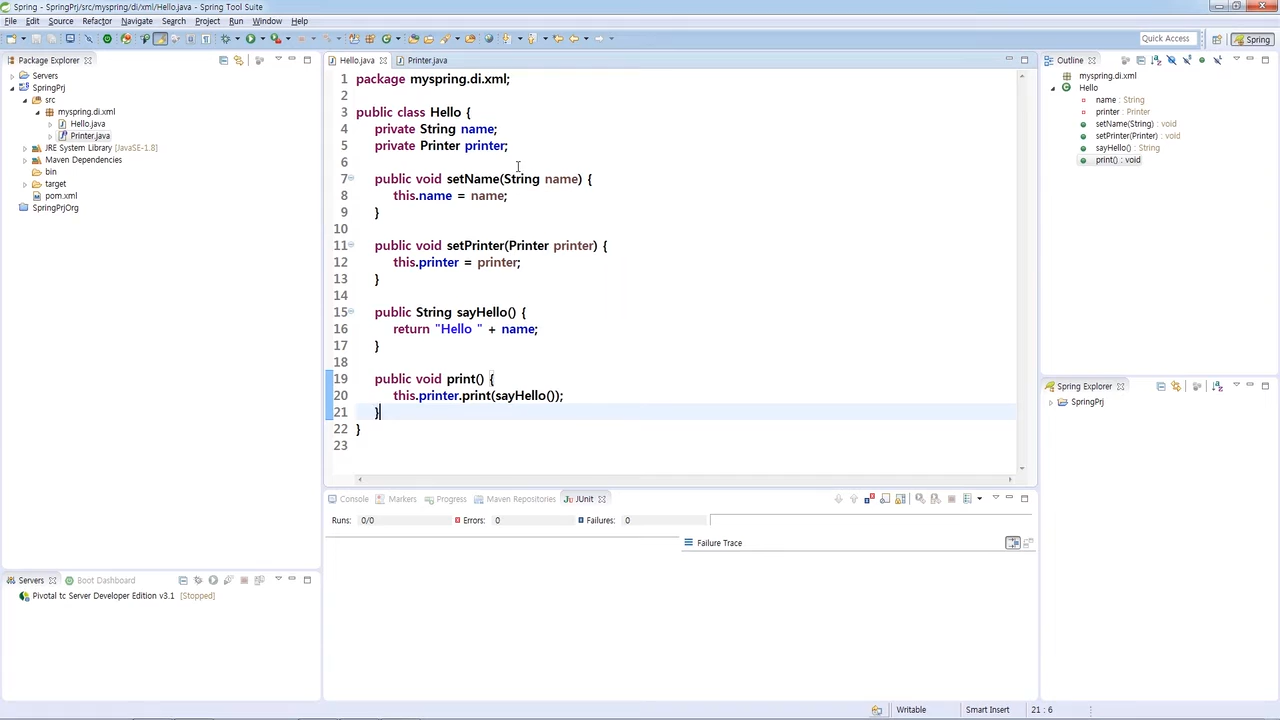 Spring - SpringPrj/src/myspring/di/xml/Hello.java - Spring Tool Suite
File Edit Source Refactor Navigate Search Project Run Window Help
Quick Access
Spring
Package Explorer
Servers
SpringPrj
src
myspring.di.xml
Hello.java
Printer.java
JRE System Library [JavaSE-1.8]
Maven Dependencies
bin
target
pom.xml
SpringPrjOrg
Hello.java Printer.java
1 package myspring.di.xml;
2
3 public class Hello {
4 private String name;
5 private Printer printer;
6
7 public void setName(String name) {
8 this.name = name;
9 }
10
11 public void setPrinter(Printer printer) {
12 this.printer = printer;
13 }
14
15 public String sayHello() {
16 return "Hello " + name;
17 }
18
19 public void print() {
20 this.printer.print(sayHello());
21 }
22 }
23
Outline
myspring.di.xml
Hello
name : String
printer : Printer
setName(String) : void
setPrinter(Printer) : void
sayHello() : String
print() : void
Spring Explorer
SpringPrj
Console Markers Progress Maven Repositories JUnit
Runs: 0/0 Errors: 0 Failures: 0
Failure Trace
Servers Boot Dashboard
Pivotal tc Server Developer Edition v3.1 [Stopped]
Writable Smart Insert 21 : 6